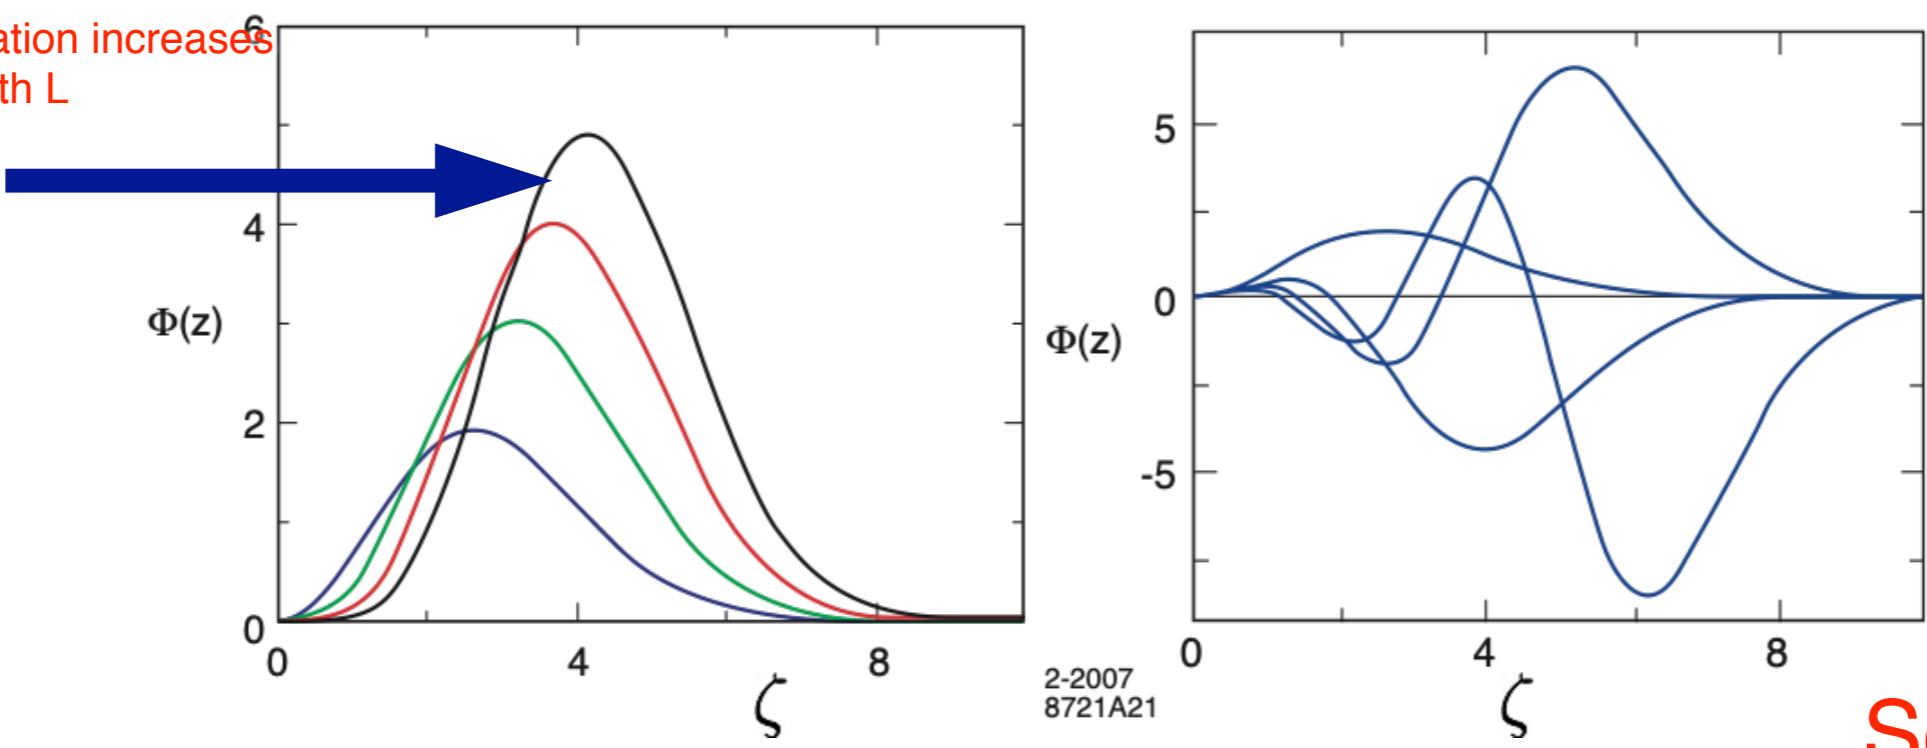 ation increases
th L
6
4
2
0
Φ(z)
0 4 8
ζ
2-2007
8721A21
5
0
-5
Φ(z)
0 4 8
ζ